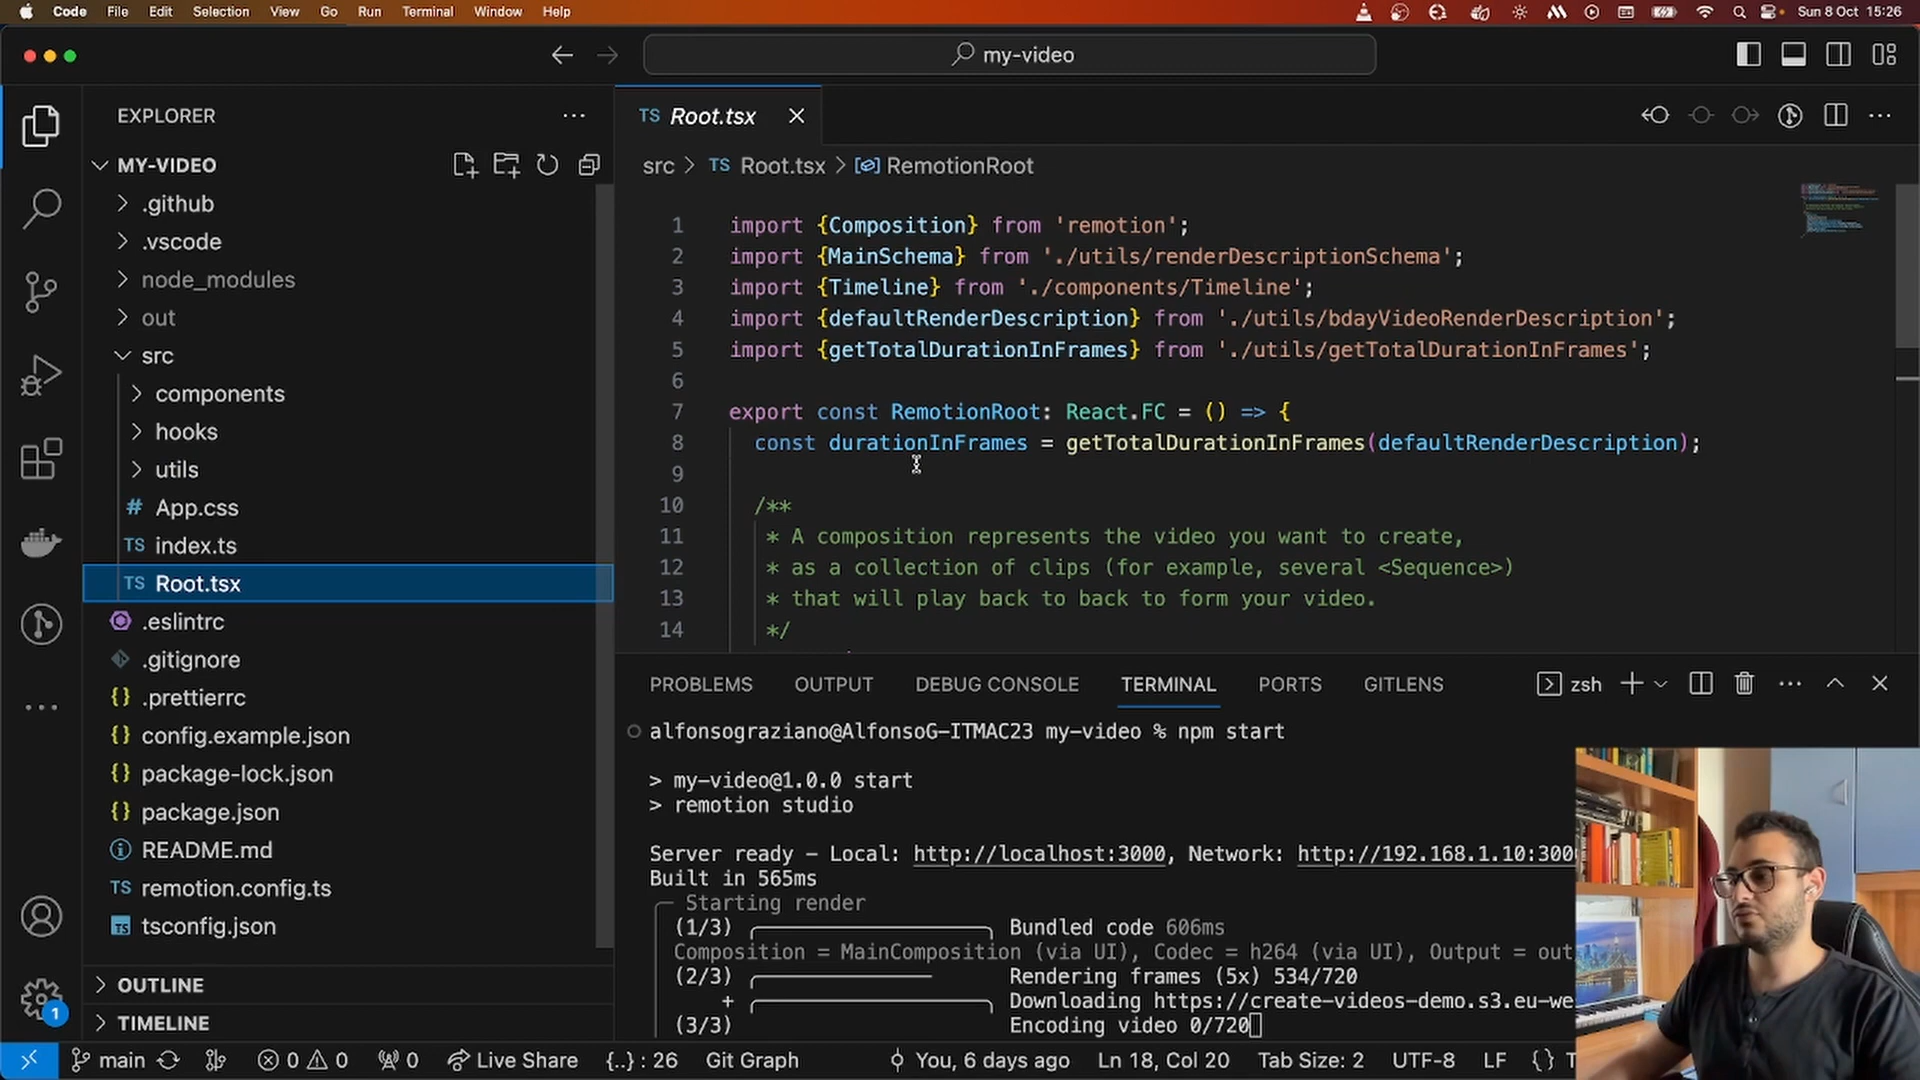 Code File Edit Selection View Go Run Terminal Window Help Sun 8 Oct 15:26
my-video
EXPLORER
MY-VIDEO
.github
.vscode
node_modules
out
src
components
hooks
utils
# App.css
TS index.ts
TS Root.tsx
.eslintrc
.gitignore
{} .prettierrc
{} config.example.json
{} package-lock.json
{} package.json
README.md
TS remotion.config.ts
TS tsconfig.json
OUTLINE
TIMELINE
1
TS Root.tsx
src > TS Root.tsx > RemotionRoot
1 import {Composition} from 'remotion';
2 import {MainSchema} from './utils/renderDescriptionSchema';
3 import {Timeline} from './components/Timeline';
4 import {defaultRenderDescription} from './utils/bdayVideoRenderDescription';
5 import {getTotalDurationInFrames} from './utils/getTotalDurationInFrames';
6
7 export const RemotionRoot: React.FC = () => {
8 const durationInFrames = getTotalDurationInFrames(defaultRenderDescription);
9
10 /**
11 * A composition represents the video you want to create,
12 * as a collection of clips (for example, several <Sequence>)
13 * that will play back to back to form your video.
14 */
PROBLEMS OUTPUT DEBUG CONSOLE TERMINAL PORTS GITLENS zsh
alfonsograziano@AlfonsoG-ITMAC23 my-video % npm start
> my-video@1.0.0 start
> remotion studio
Server ready – Local: http://localhost:3000, Network: http://192.168.1.10:300
Built in 565ms
Starting render
(1/3) Bundled code 606ms
Composition = MainComposition (via UI), Codec = h264 (via UI), Output = out
(2/3) Rendering frames (5x) 534/720
+ Downloading https://create-videos-demo.s3.eu-we
(3/3) Encoding video 0/720
main 0 0 0 Live Share {..} : 26 Git Graph You, 6 days ago Ln 18, Col 20 Tab Size: 2 UTF-8 LF {} T